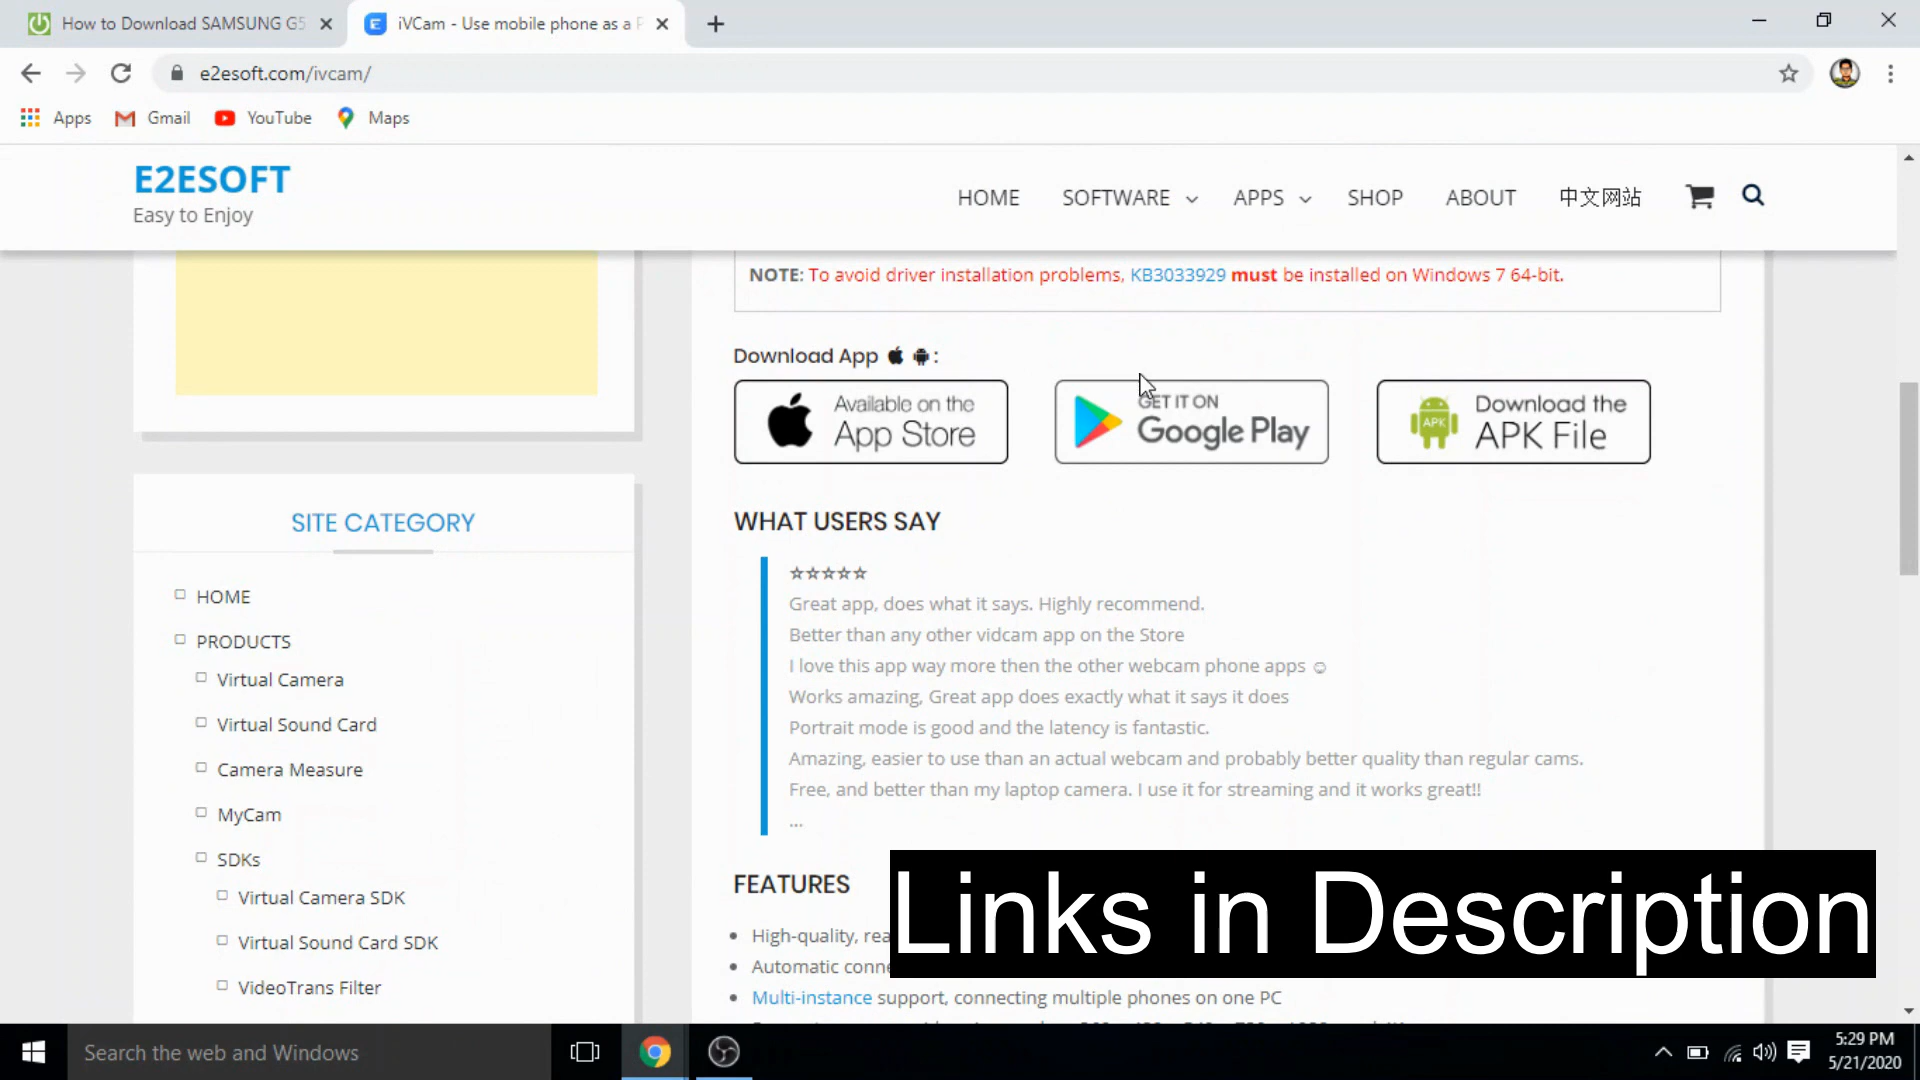 How to Download SAMSUNG G5
iVCam - Use mobile phone as a P
e2esoft.com/ivcam/
Apps
Gmail
YouTube
Maps
E2ESOFT
Easy to Enjoy
HOME
SOFTWARE
APPS
SHOP
ABOUT
中文网站
NOTE: To avoid driver installation problems, KB3033929 must be installed on Windows 7 64-bit.
Download App :
Available on the
App Store
GET IT ON
Google Play
APK
Download the
APK File
SITE CATEGORY
HOME
PRODUCTS
Virtual Camera
Virtual Sound Card
Camera Measure
MyCam
SDKs
Virtual Camera SDK
Virtual Sound Card SDK
VideoTrans Filter
WHAT USERS SAY
☆☆☆☆☆
Great app, does what it says. Highly recommend.
Better than any other vidcam app on the Store
I love this app way more then the other webcam phone apps ☺
Works amazing, Great app does exactly what it says it does
Portrait mode is good and the latency is fantastic.
Amazing, easier to use than an actual webcam and probably better quality than regular cams.
Free, and better than my laptop camera. I use it for streaming and it works great!!
...
FEATURES
High-quality, rea
Automatic conne
Multi-instance support, connecting multiple phones on one PC
Links in Description
Search the web and Windows
5:29 PM
5/21/2020